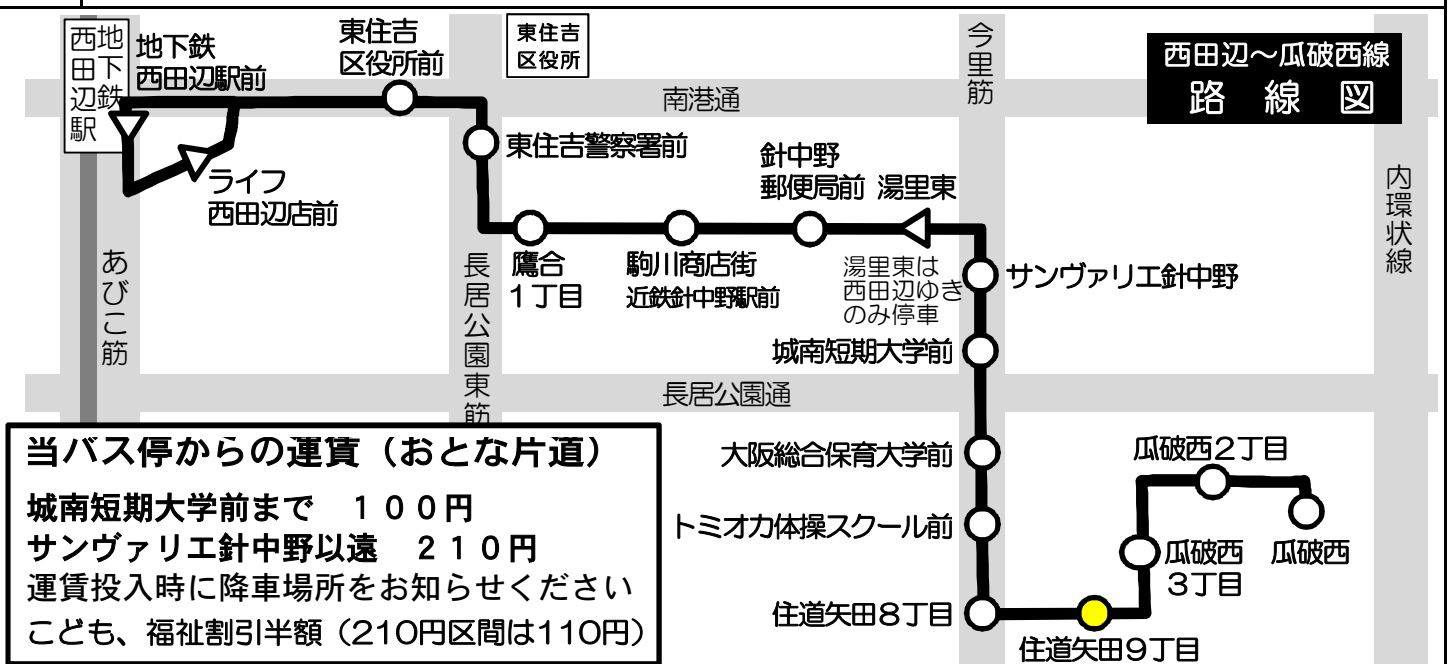 地下鉄
西田辺駅
地下鉄
西田辺駅前
東住吉
区役所前
東住吉
区役所
今里筋
西田辺～瓜破西線
路線図
南港通
東住吉警察署前
ライフ
西田辺店前
針中野
郵便局前
湯里東
内環状線
あびこ筋
長居公園東筋
鷹合
１丁目
駒川商店街
近鉄針中野駅前
湯里東は
西田辺ゆき
のみ停車
サンヴァリエ針中野
城南短期大学前
長居公園通
当バス停からの運賃（おとな片道）
城南短期大学前まで　１００円
サンヴァリエ針中野以遠　２１０円
運賃投入時に降車場所をお知らせください
こども、福祉割引半額（210円区間は110円）
大阪総合保育大学前
トミオカ体操スクール前
住道矢田８丁目
住道矢田９丁目
瓜破西２丁目
瓜破西
３丁目
瓜破西